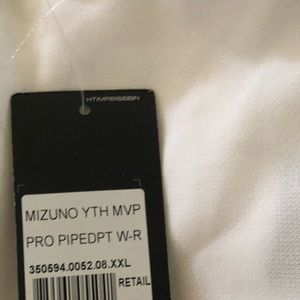 MIZUNO YTH MVP
PRO PIPEDPT W-R
350594.0052.08.XXL
RETAIL